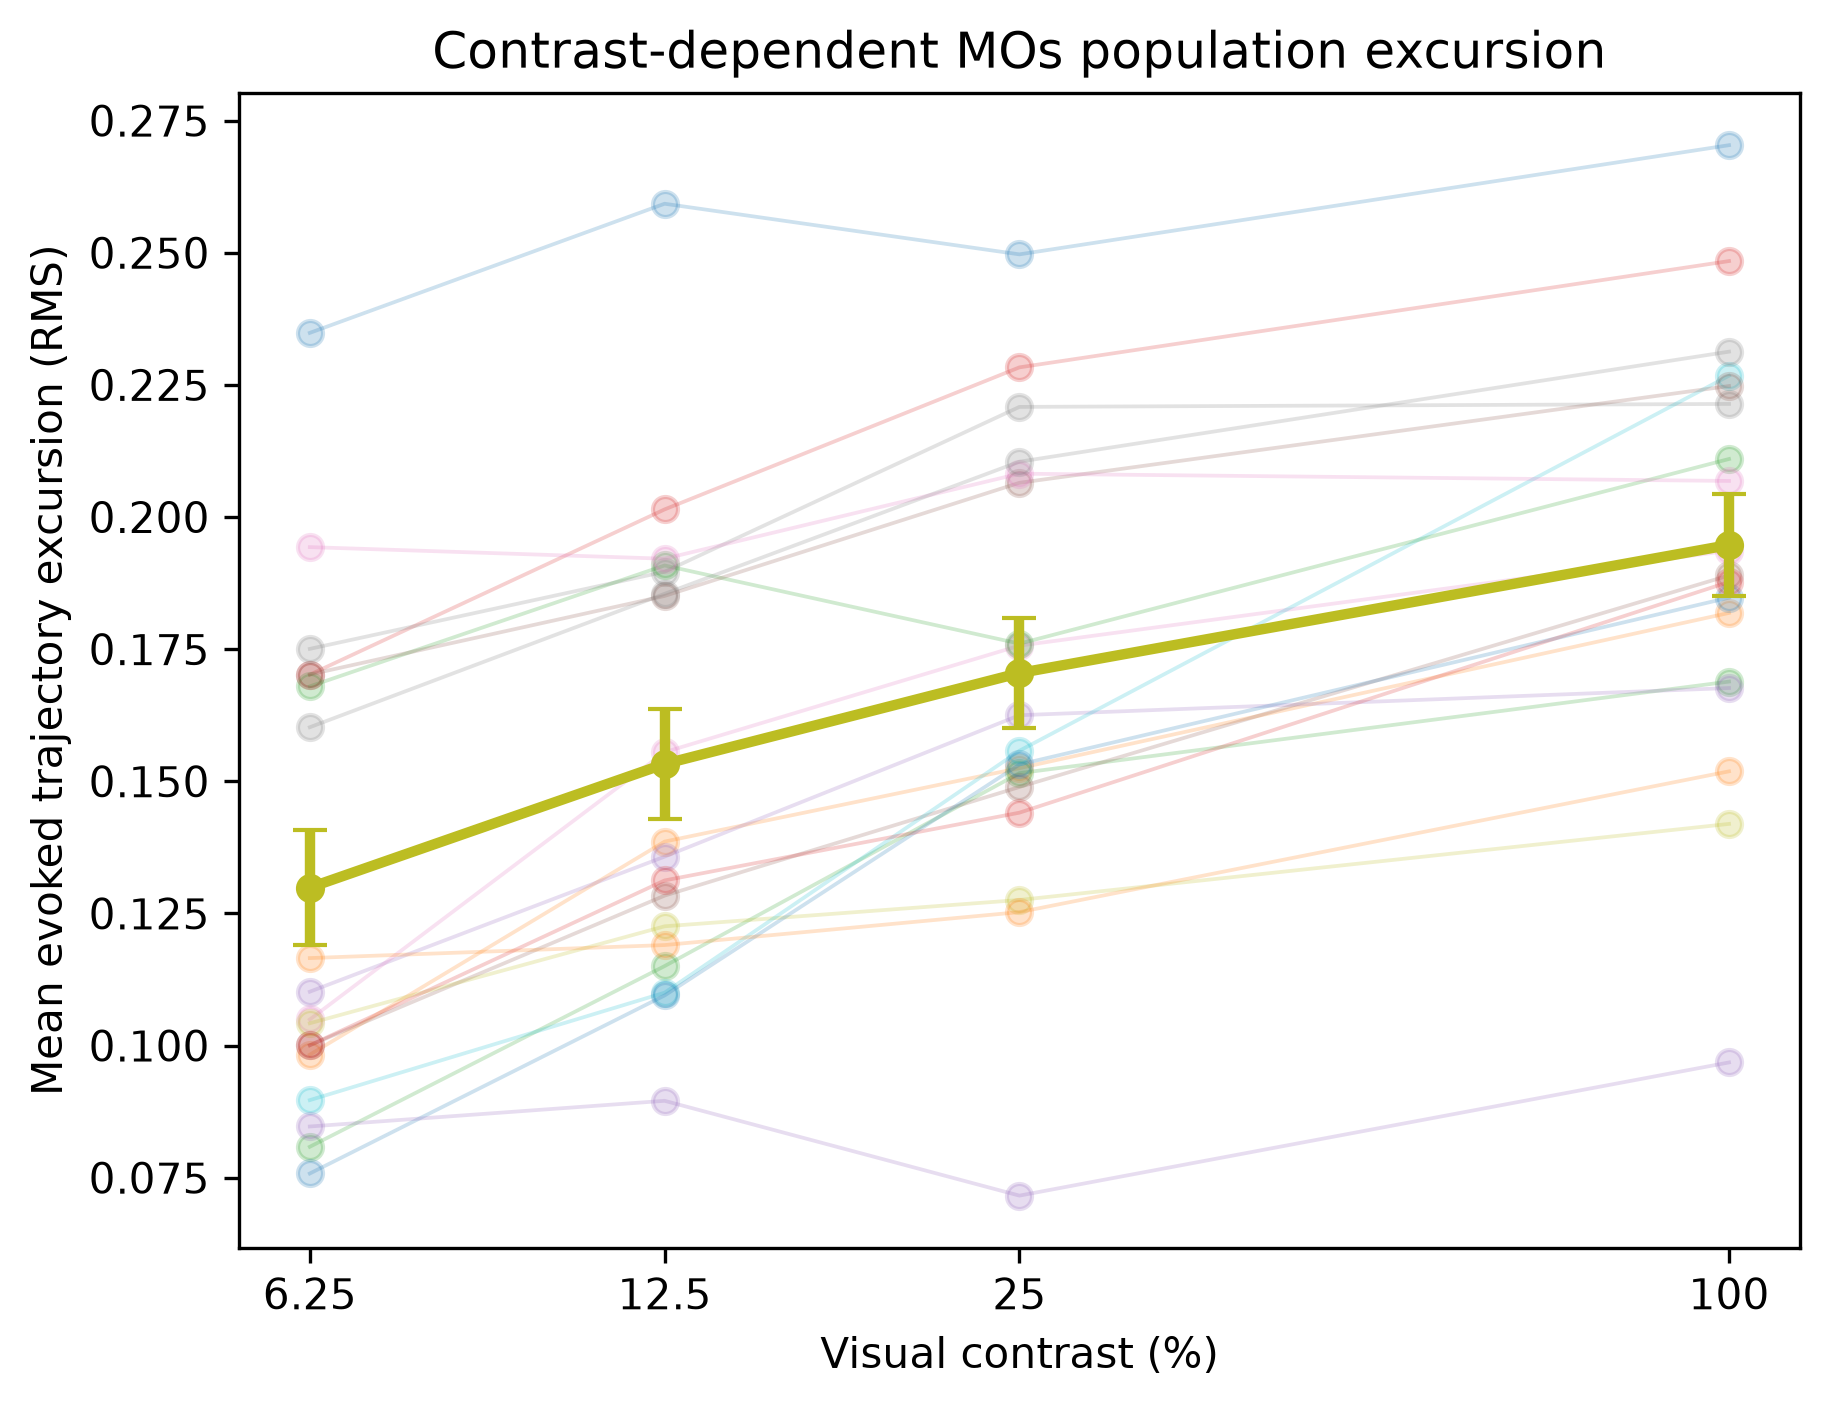 Contrast-dependent MOs population excursion
Mean evoked trajectory excursion (RMS)
0.275
0.250
0.225
0.200
0.175
0.150
0.125
0.100
0.075
6.25 12.5 25 100
Visual contrast (%)